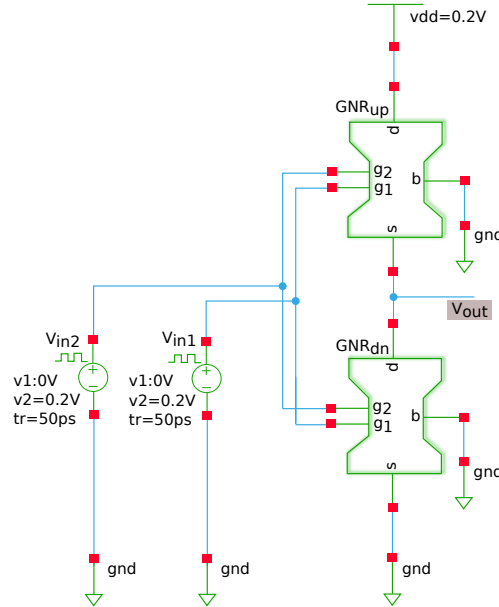 vdd=0.2V
GNRup
d
g2
g1
b
s
gnd
Vout
Vin2
v1:0V
v2=0.2V
tr=50ps
Vin1
v1:0V
v2=0.2V
tr=50ps
GNRdn
d
g2
g1
b
s
gnd
gnd
gnd
gnd